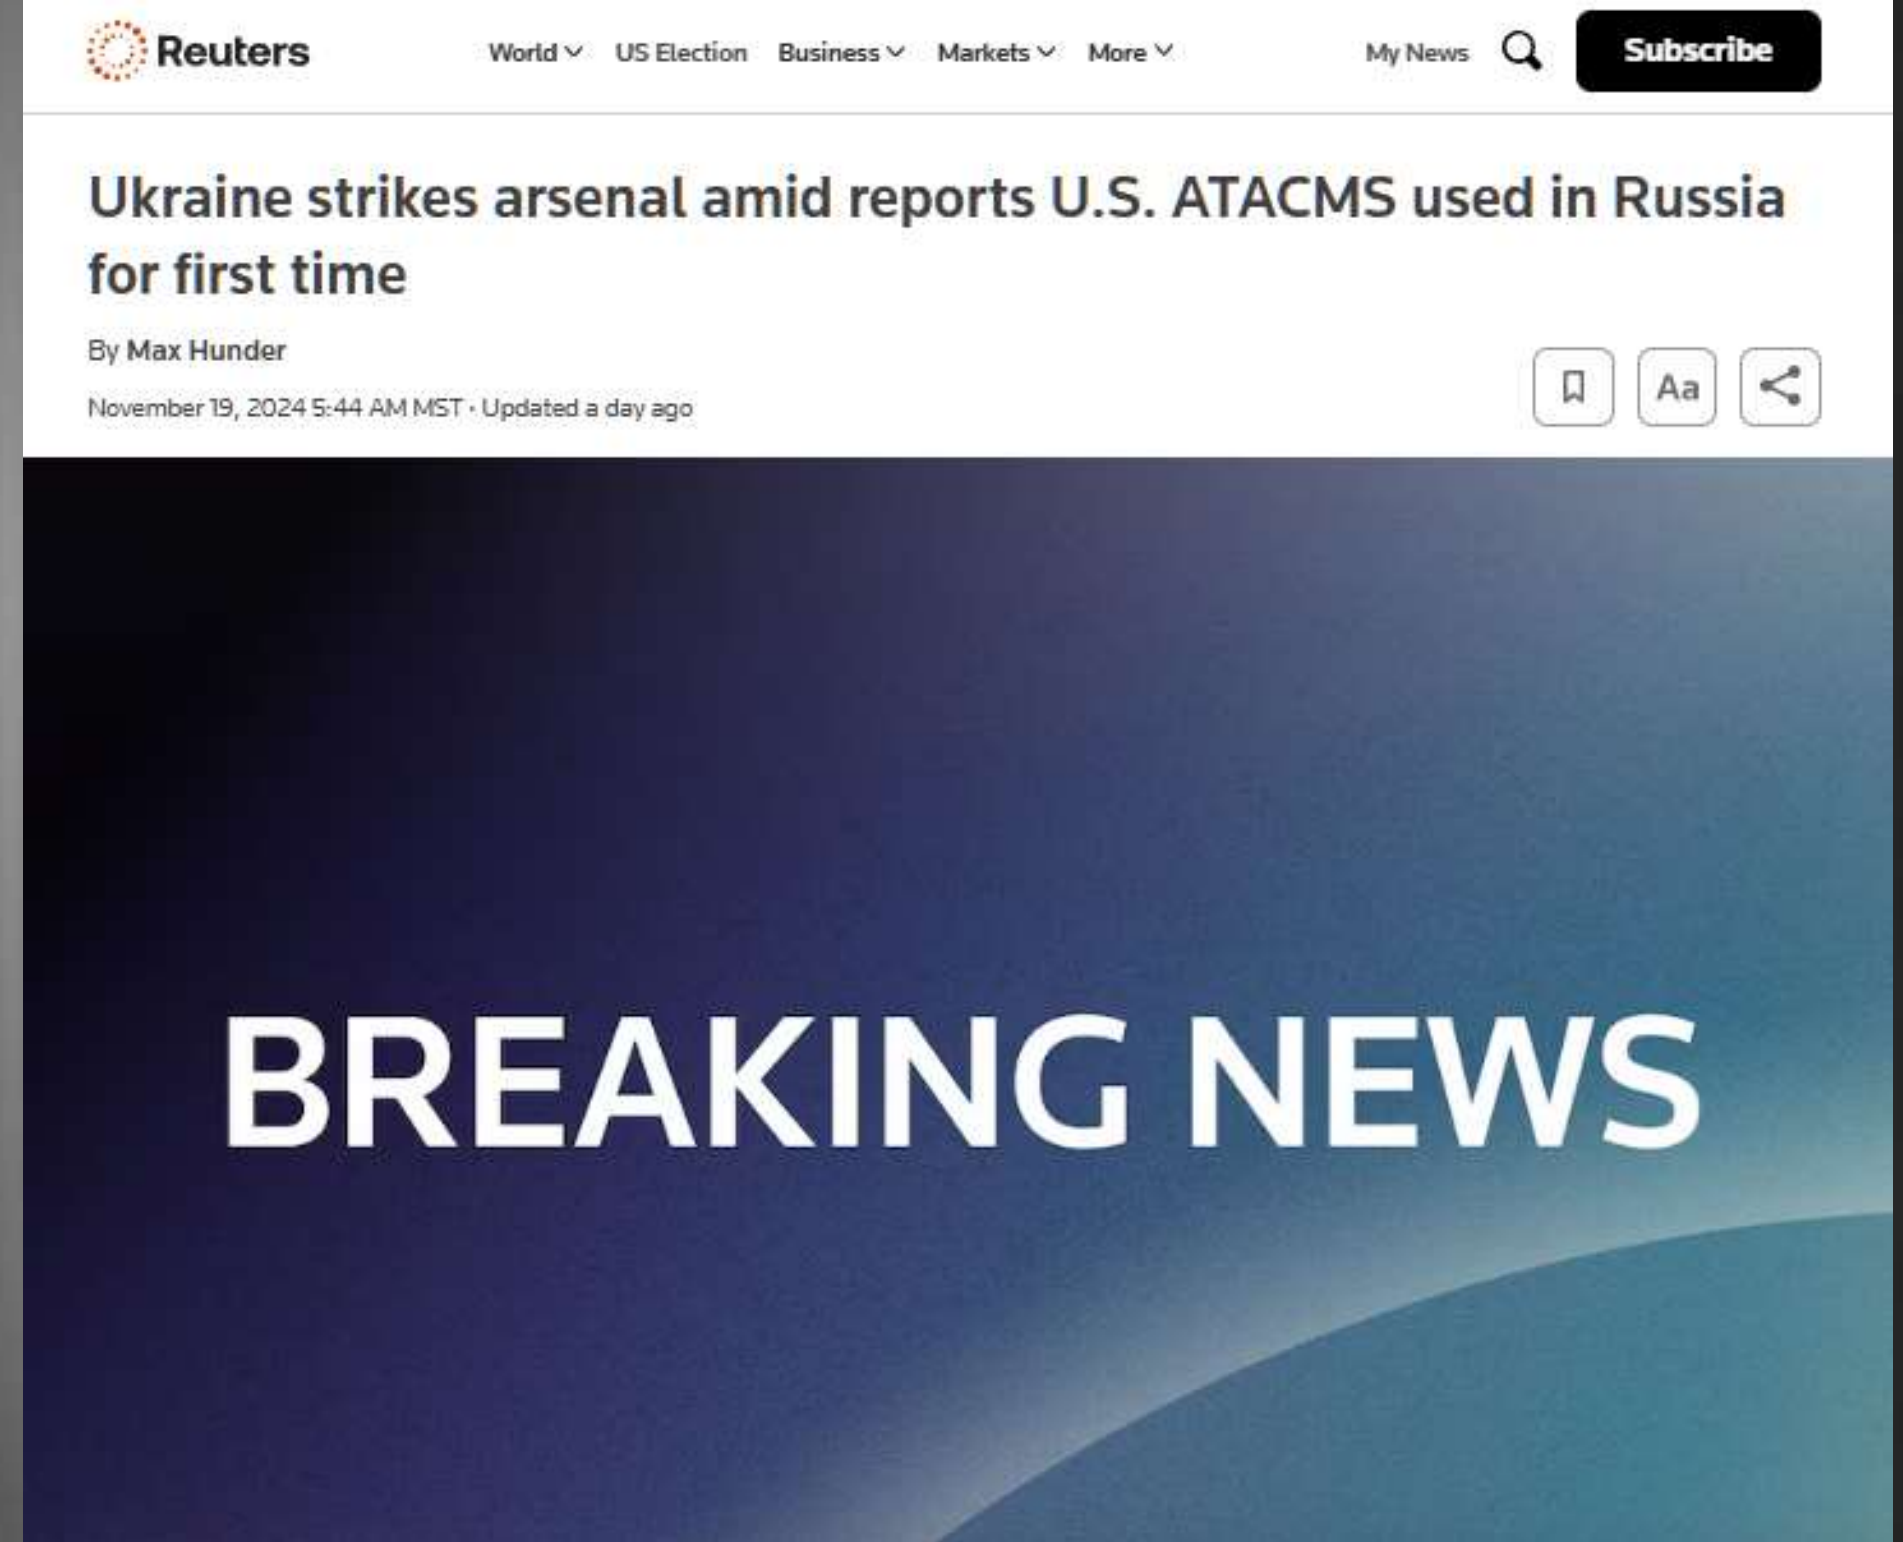 Reuters World US Election Business Markets More My News Subscribe
Ukraine strikes arsenal amid reports U.S. ATACMS used in Russia
for first time
By Max Hunder
November 19, 2024 5:44 AM MST · Updated a day ago
Aa
BREAKING NEWS